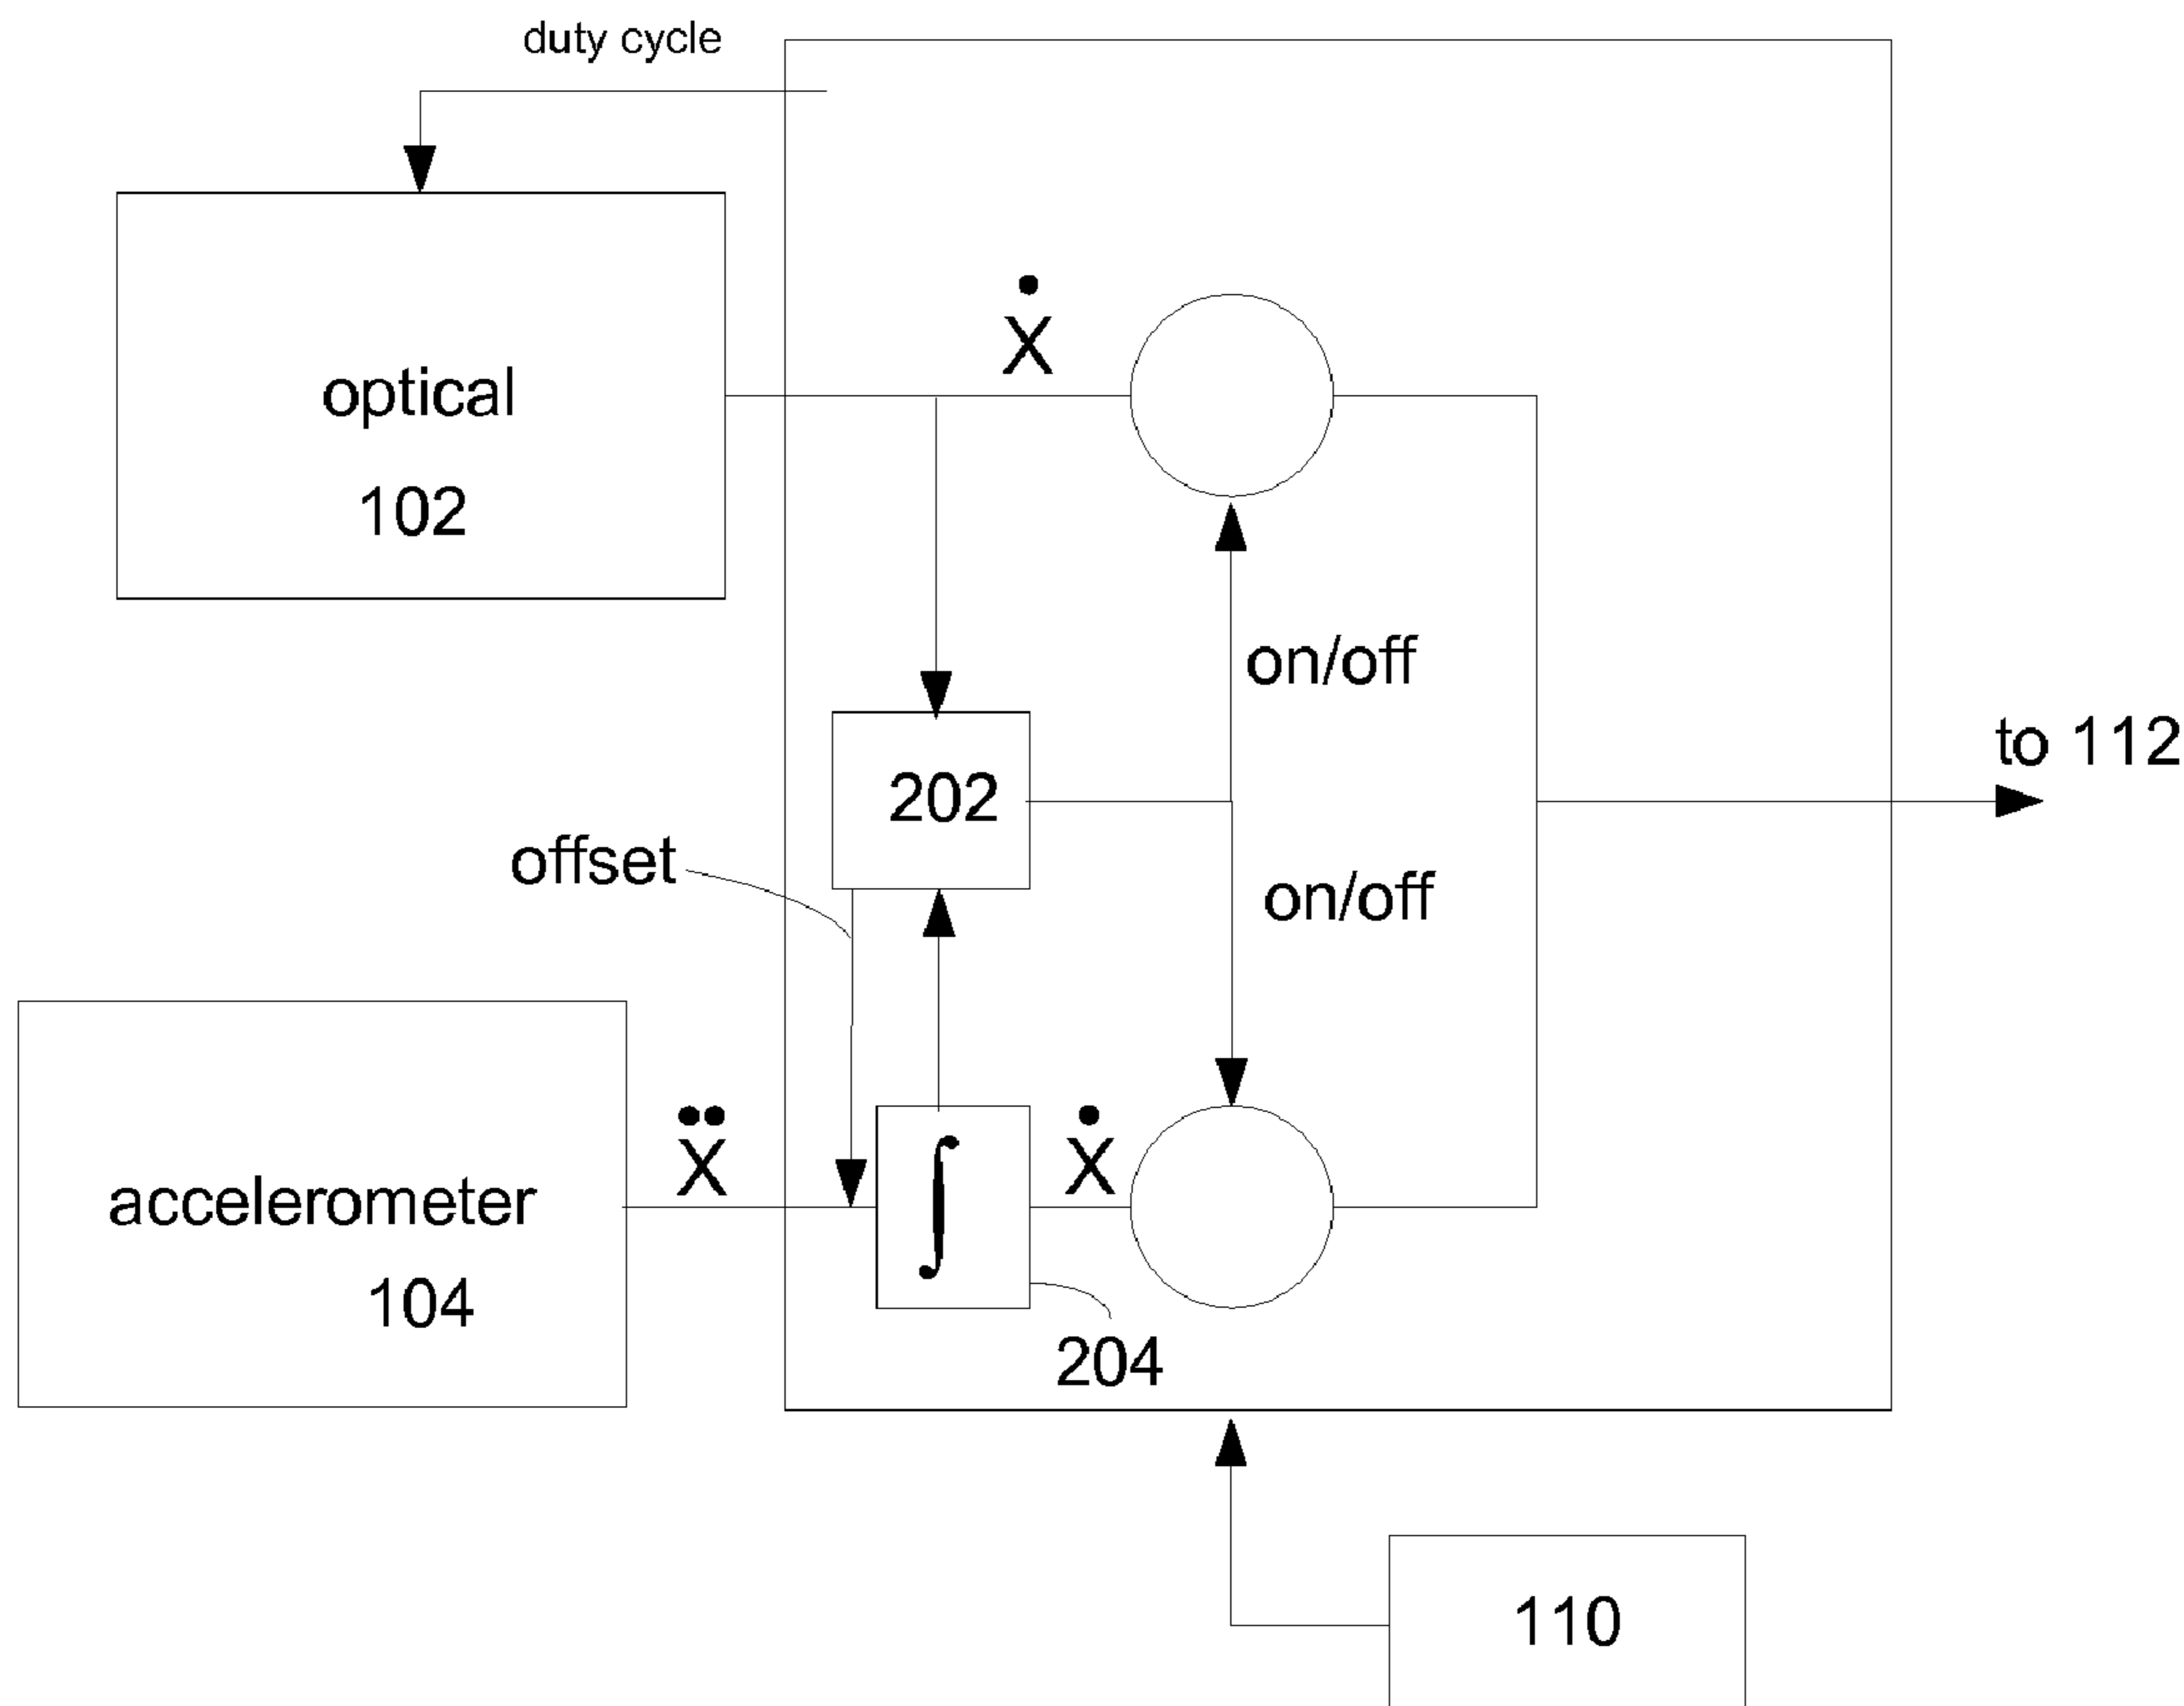 duty cycle
optical
102
ẋ
on/off
to 112
202
offset
on/off
ẍ
ẋ
∫
accelerometer
104
204
110